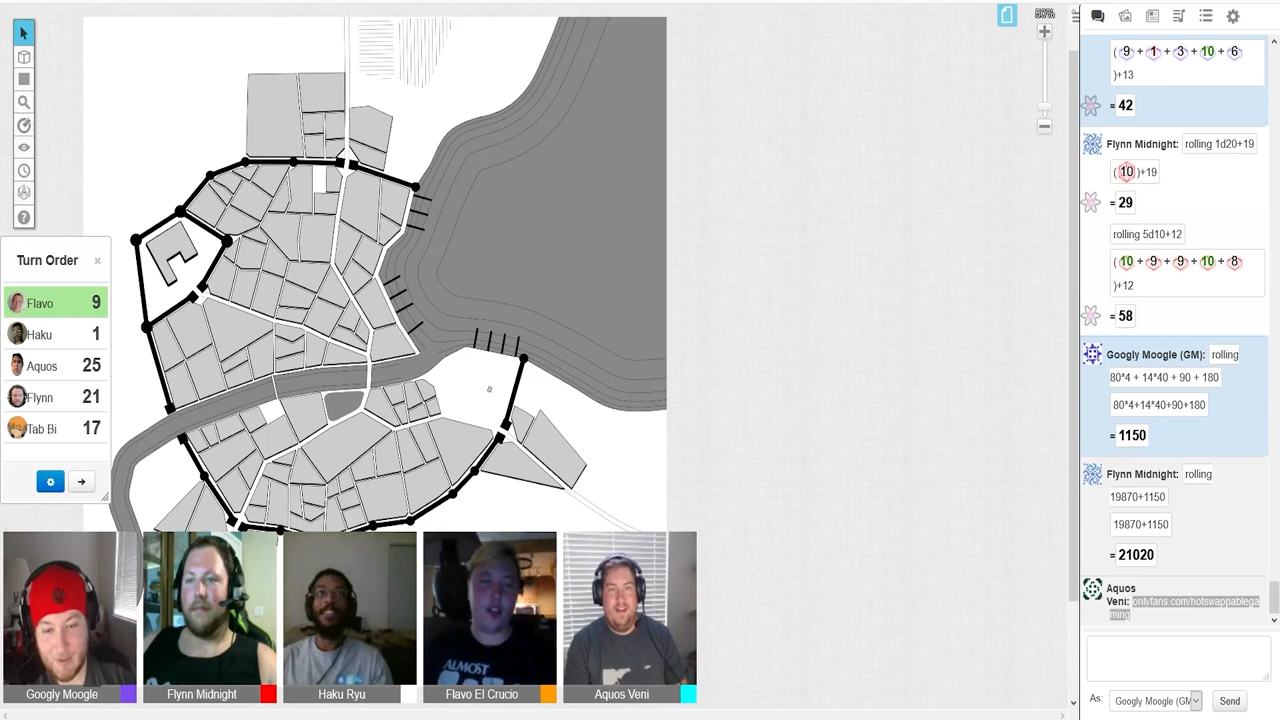 50%
Turn Order ×
Flavo 9
Haku 1
Aquos 25
Flynn 21
Tab Bi 17
ALMOST
Googly Moogle
Flynn Midnight
Haku Ryu
Flavo El Crucio
Aquos Veni
(9+1+3+10+6
)+13
= 42
Flynn Midnight: rolling 1d20+19
(10)+19
= 29
rolling 5d10+12
(10+9+9+10+8
)+12
= 58
Googly Moogle (GM): rolling
80*4 + 14*40 + 90 + 180
80*4+14*40+90+180
= 1150
Flynn Midnight: rolling
19870+1150
19870+1150
= 21020
Aquos
Veni: onlyfans.com/hotswappablega
ming
As: Googly Moogle (GM Send